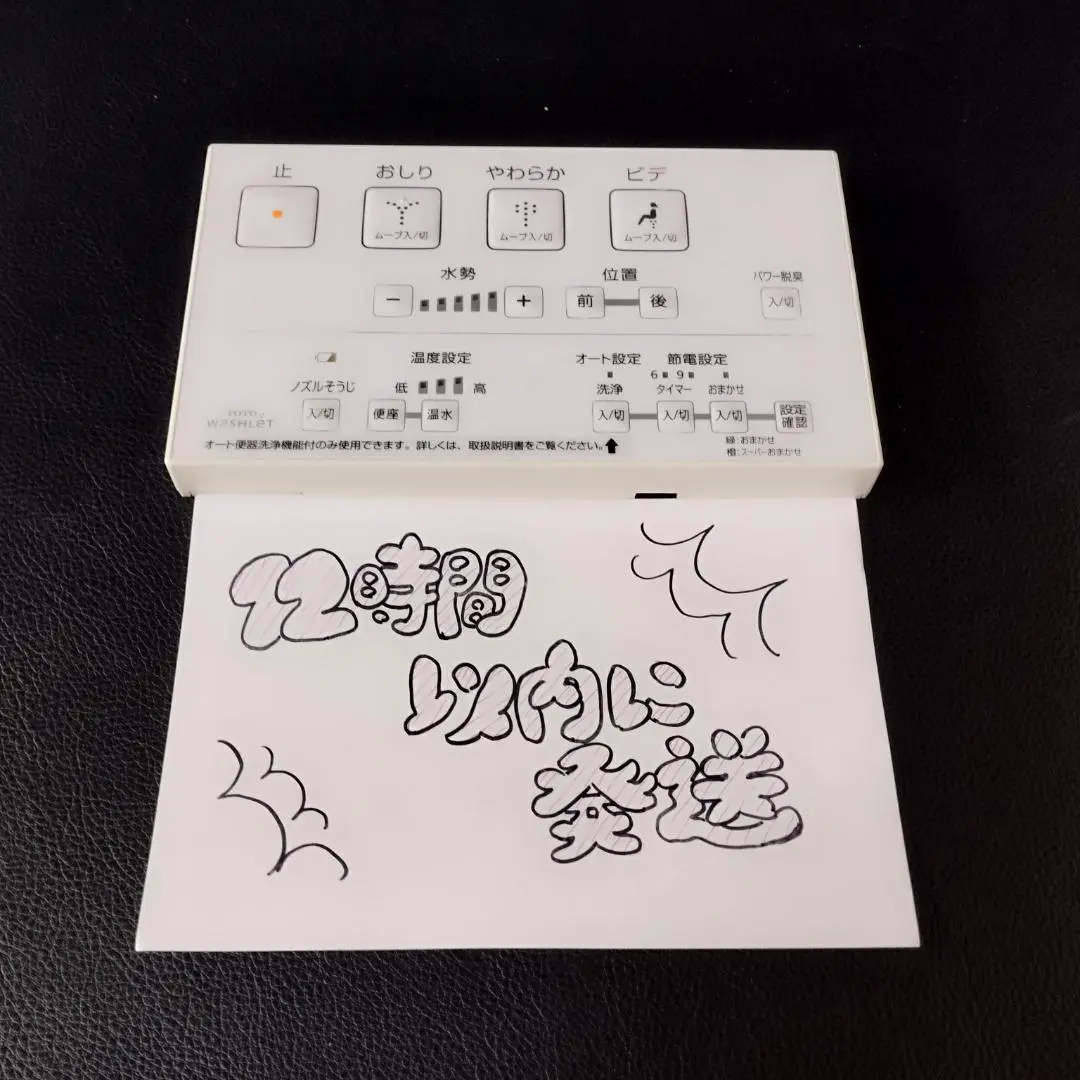 止 おしり やわらか ビデ
ムーブ入/切 ムーブ入/切 ムーブ入/切
水勢 位置 パワー脱臭
− + 前 後 入/切
温度設定 オート設定 節電設定
6 9
ノズルそうじ 低 高 洗浄 タイマー おまかせ
入/切 便座 温水 入/切 入/切 入/切 設定確認
TOTO
WASHLET
オート便器洗浄機能付のみ使用できます。詳しくは、取扱説明書をご覧ください。
緑:おまかせ
橙:スーパーおまかせ
12時間
以内に
発送